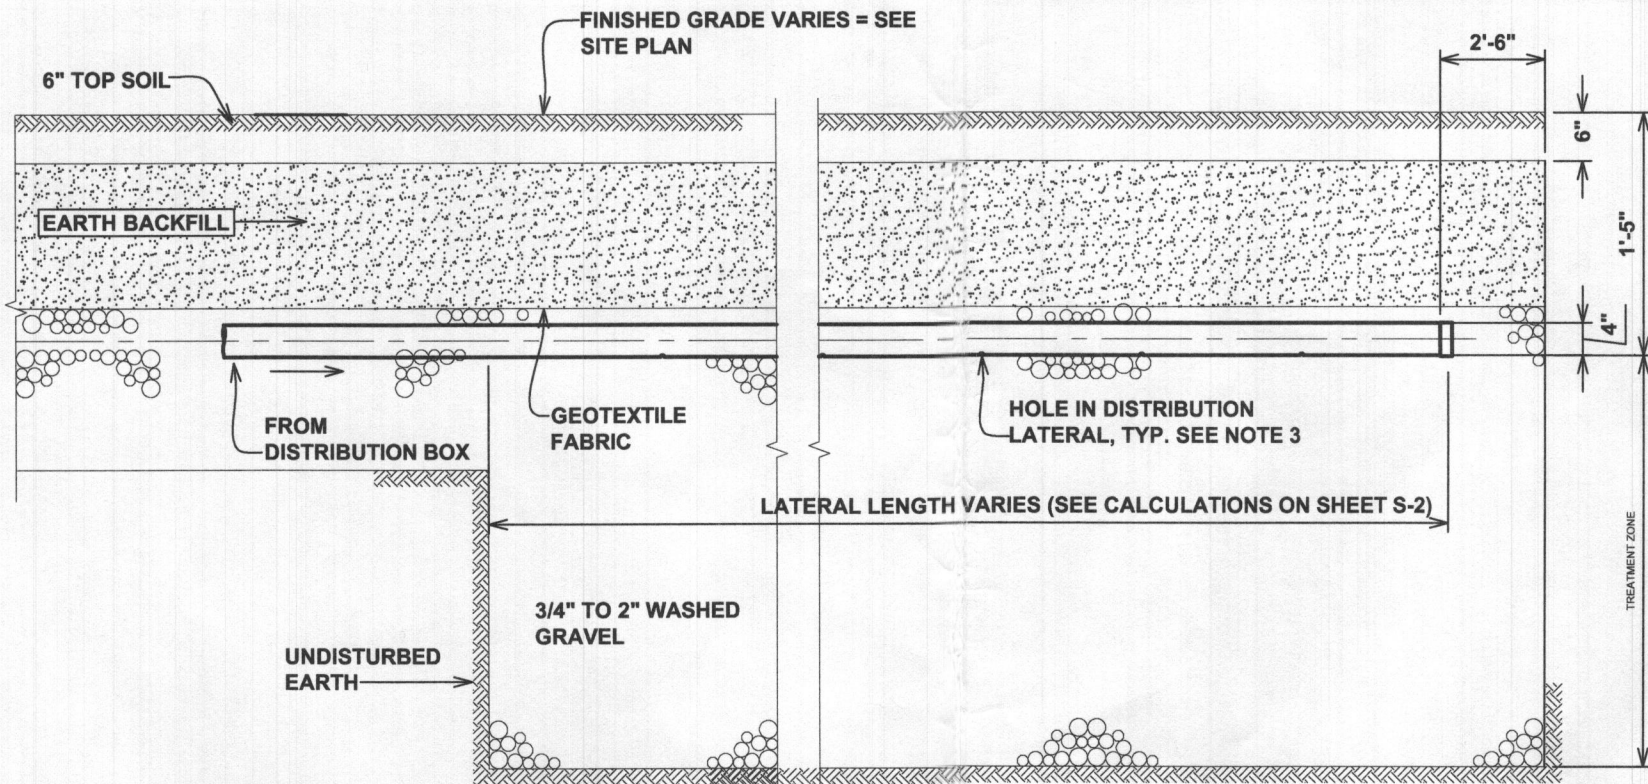 FINISHED GRADE VARIES = SEE
SITE PLAN
2'-6"
6" TOP SOIL
6"
EARTH BACKFILL
1'-5"
4"
FROM
DISTRIBUTION BOX
GEOTEXTILE
FABRIC
HOLE IN DISTRIBUTION
LATERAL, TYP. SEE NOTE 3
LATERAL LENGTH VARIES (SEE CALCULATIONS ON SHEET S-2)
TREATMENT ZONE
3/4" TO 2" WASHED
GRAVEL
UNDISTURBED
EARTH